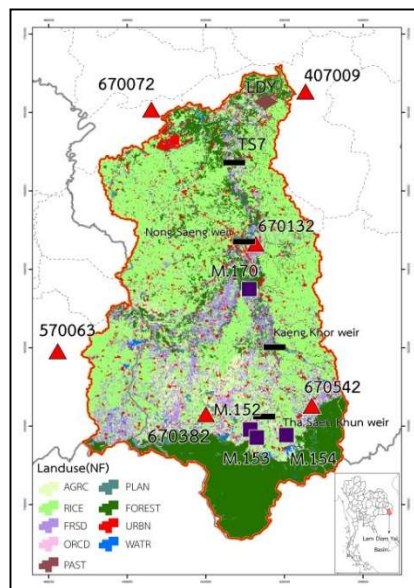 670072
407009
LDY
TS7
670132
Nong Saeng weir
M.170
570063
Kaeng Khor weir
670542
M.152
Tha Saen Khun weir
670382
M.153
M.154
Landuse(NF)
AGRC
PLAN
RICE
FOREST
FRSD
URBN
ORCD
WATR
PAST
Lam Dom Yai
Basin